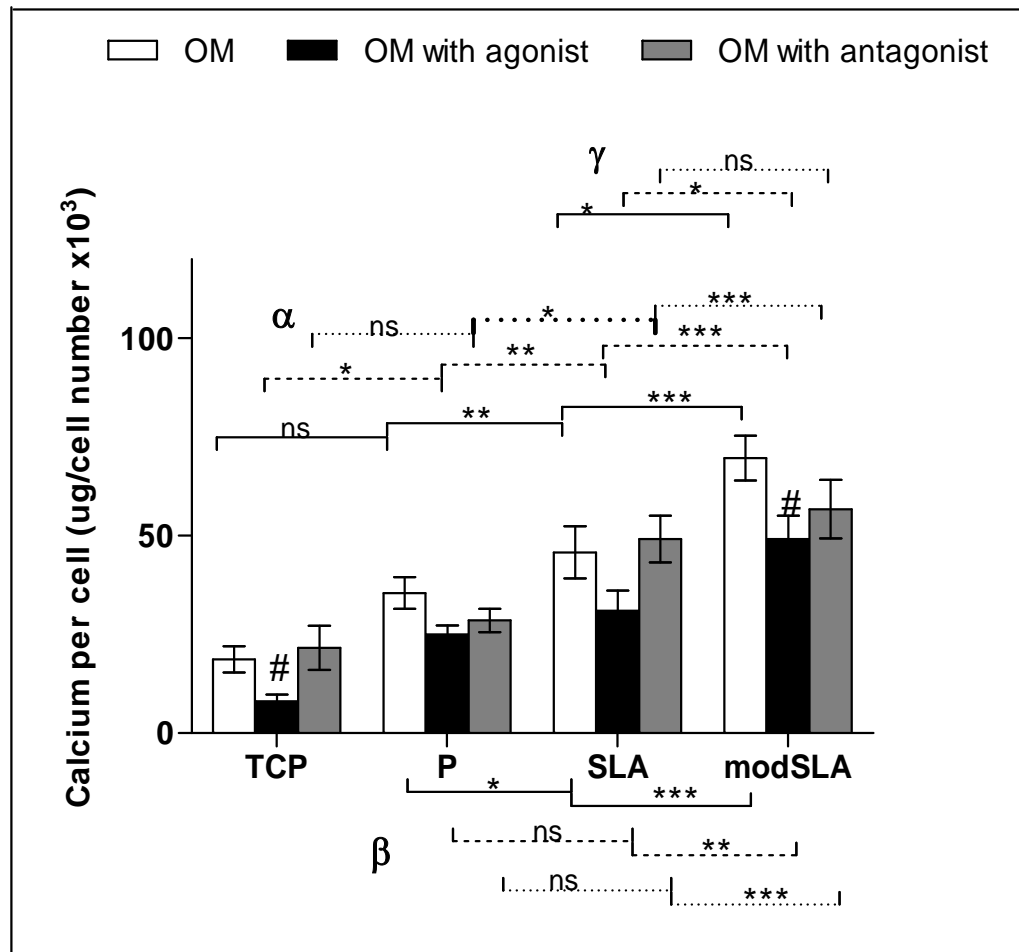 OM OM with agonist OM with antagonist
γ
ns
*
*
Calcium per cell (ug/cell number x10³)
α
***
*
ns
***
**
*
***
**
ns
100
50
0
#
#
TCP P SLA modSLA
* ***
β
ns **
ns ***